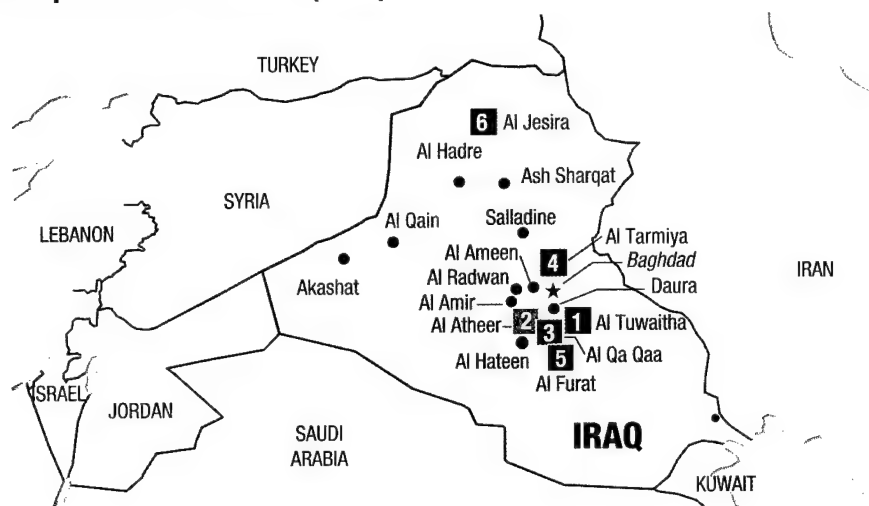 TURKEY
6 Al Jesira
Al Hadre
Ash Sharqat
SYRIA
Al Qain
Salladine
LEBANON
Al Tarmiya
Al Ameen
4
Baghdad
Akashat
Al Radwan
IRAN
Daura
Al Amir
2
1 Al Tuwaitha
Al Atheer
3
Al Hateen
5
Al Qa Qaa
Al Furat
ISRAEL
JORDAN
SAUDI
ARABIA
IRAQ
KUWAIT